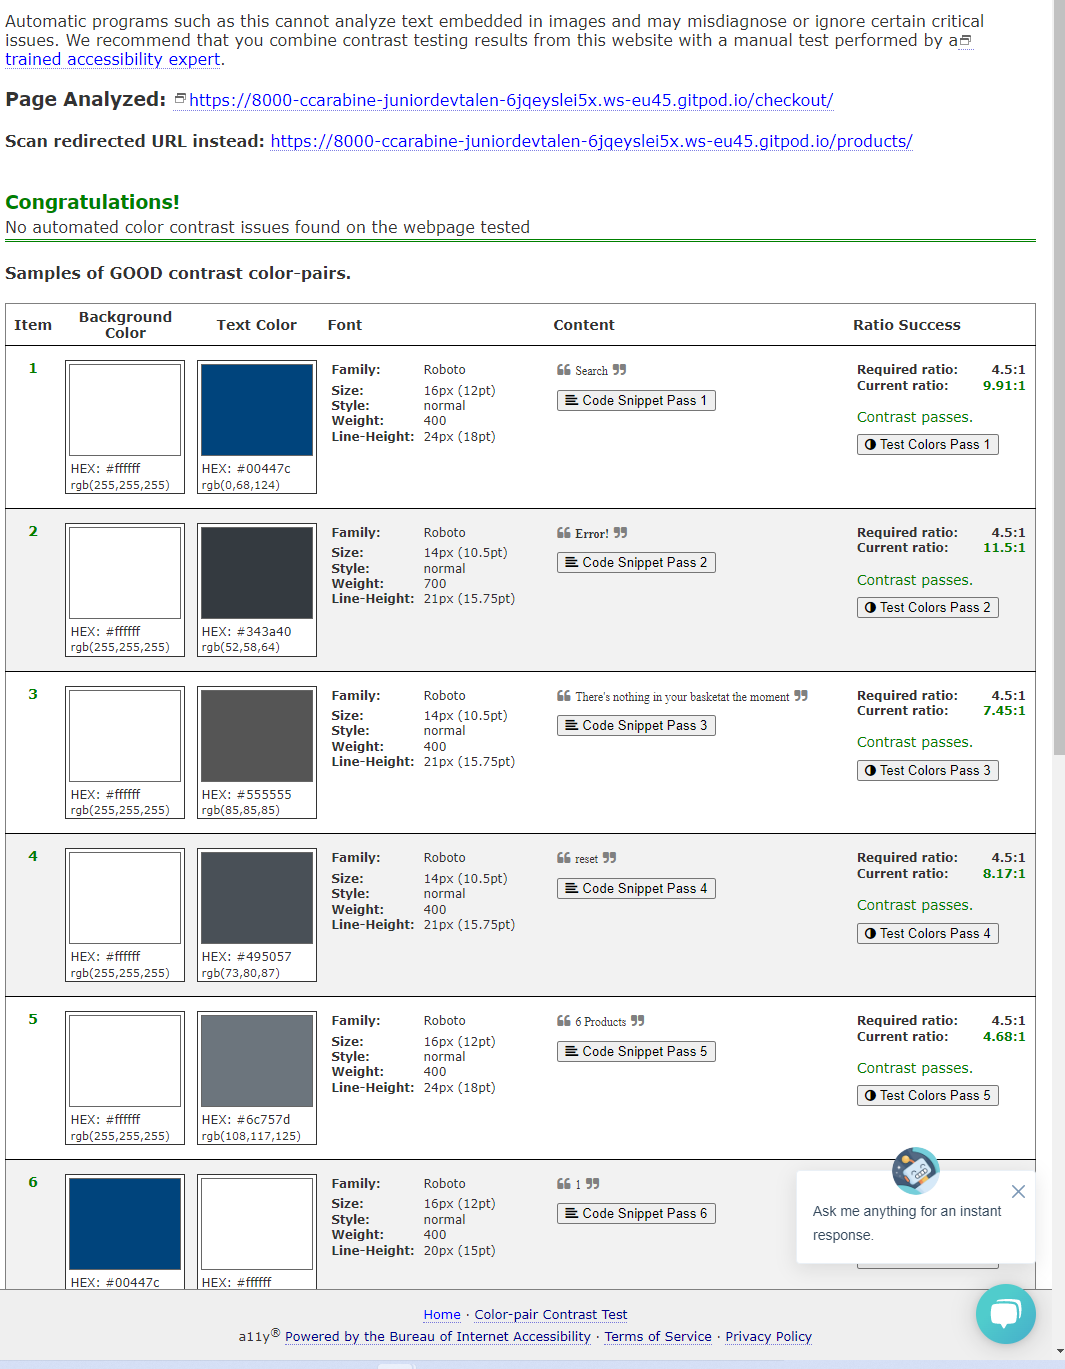 Automatic programs such as this cannot analyze text embedded in images and may misdiagnose or ignore certain critical
issues. We recommend that you combine contrast testing results from this website with a manual test performed by a
trained accessibility expert.
Page Analyzed: https://8000-ccarabine-juniordevtalen-6jqeyslei5x.ws-eu45.gitpod.io/checkout/
Scan redirected URL instead: https://8000-ccarabine-juniordevtalen-6jqeyslei5x.ws-eu45.gitpod.io/products/
Congratulations!
No automated color contrast issues found on the webpage tested
Samples of GOOD contrast color-pairs.
Item Background Color Text Color Font Content Ratio Success
1
HEX: #ffffff
rgb(255,255,255)
HEX: #00447c
rgb(0,68,124)
Family: Roboto
Size: 16px (12pt)
Style: normal
Weight: 400
Line-Height: 24px (18pt)
❝ Search ❞
Code Snippet Pass 1
Required ratio: 4.5:1
Current ratio: 9.91:1
Contrast passes.
Test Colors Pass 1
2
HEX: #ffffff
rgb(255,255,255)
HEX: #343a40
rgb(52,58,64)
Family: Roboto
Size: 14px (10.5pt)
Style: normal
Weight: 700
Line-Height: 21px (15.75pt)
❝ Error! ❞
Code Snippet Pass 2
Required ratio: 4.5:1
Current ratio: 11.5:1
Contrast passes.
Test Colors Pass 2
3
HEX: #ffffff
rgb(255,255,255)
HEX: #555555
rgb(85,85,85)
Family: Roboto
Size: 14px (10.5pt)
Style: normal
Weight: 400
Line-Height: 21px (15.75pt)
❝ There's nothing in your basketat the moment ❞
Code Snippet Pass 3
Required ratio: 4.5:1
Current ratio: 7.45:1
Contrast passes.
Test Colors Pass 3
4
HEX: #ffffff
rgb(255,255,255)
HEX: #495057
rgb(73,80,87)
Family: Roboto
Size: 14px (10.5pt)
Style: normal
Weight: 400
Line-Height: 21px (15.75pt)
❝ reset ❞
Code Snippet Pass 4
Required ratio: 4.5:1
Current ratio: 8.17:1
Contrast passes.
Test Colors Pass 4
5
HEX: #ffffff
rgb(255,255,255)
HEX: #6c757d
rgb(108,117,125)
Family: Roboto
Size: 16px (12pt)
Style: normal
Weight: 400
Line-Height: 24px (18pt)
❝ 6 Products ❞
Code Snippet Pass 5
Required ratio: 4.5:1
Current ratio: 4.68:1
Contrast passes.
Test Colors Pass 5
6
HEX: #00447c
HEX: #ffffff
Family: Roboto
Size: 16px (12pt)
Style: normal
Weight: 400
Line-Height: 20px (15pt)
❝ 1 ❞
Code Snippet Pass 6
Ask me anything for an instant
response.
Home · Color-pair Contrast Test
a11y® Powered by the Bureau of Internet Accessibility · Terms of Service · Privacy Policy